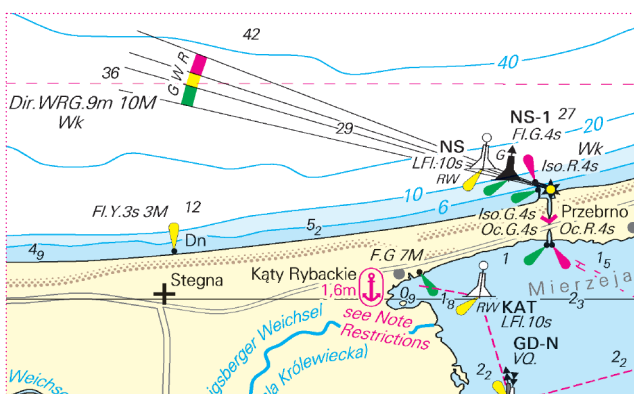 42
40
36
R
W
G
Dir.WRG.9m 10M
Wk
29
NS-1
27
Fl.G.4s
20
NS
G
Wk
LFl.10s
Iso.R.4s
RW
10
6
Fl.Y.3s 3M
12
Iso.G.4s
Przebrno
Oc.G.4s
Oc.R.4s
5₂
Dn
4₉
F.G 7M
1
1₅
Stegna
Kąty Rybackie
Mierzeja
1,6m
0₉
1₈
RW
KAT
2₃
LFl.10s
see Note
Restrictions
igsberger Weichsel
la Królewiecka)
GD-N
VQ.
2₂
2₂
Weichse